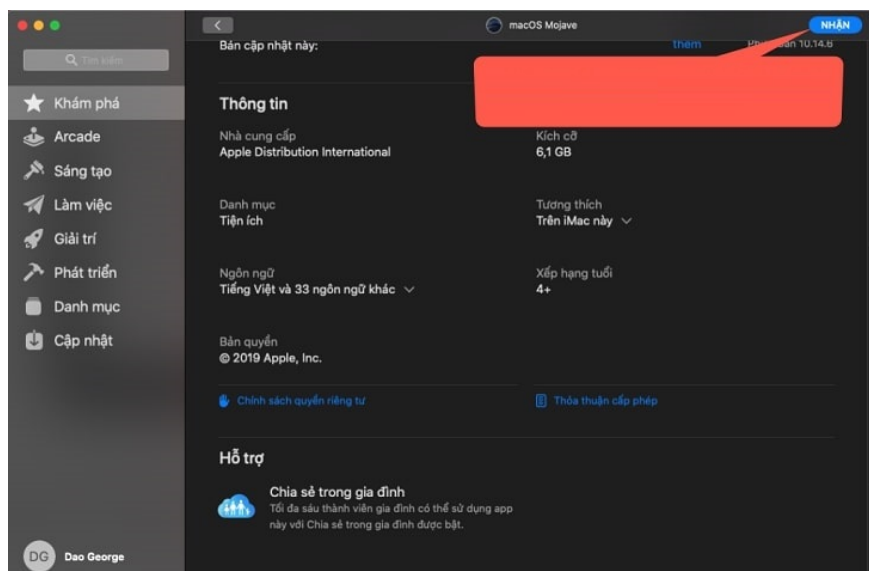 macOS Mojave
NHẬN
Tìm kiếm
Khám phá
Arcade
Sáng tạo
Làm việc
Giải trí
Phát triển
Danh mục
Cập nhật
DG Dao George
Bản cập nhật này:
thêm
10.14.6
Thông tin
Nhà cung cấp
Apple Distribution International
Kích cỡ
6,1 GB
Danh mục
Tiện ích
Tương thích
Trên iMac này
Ngôn ngữ
Tiếng Việt và 33 ngôn ngữ khác
Xếp hạng tuổi
4+
Bản quyền
© 2019 Apple, Inc.
Chính sách quyền riêng tư
Thỏa thuận cấp phép
Hỗ trợ
Chia sẻ trong gia đình
Tối đa sáu thành viên gia đình có thể sử dụng app
này với Chia sẻ trong gia đình được bật.